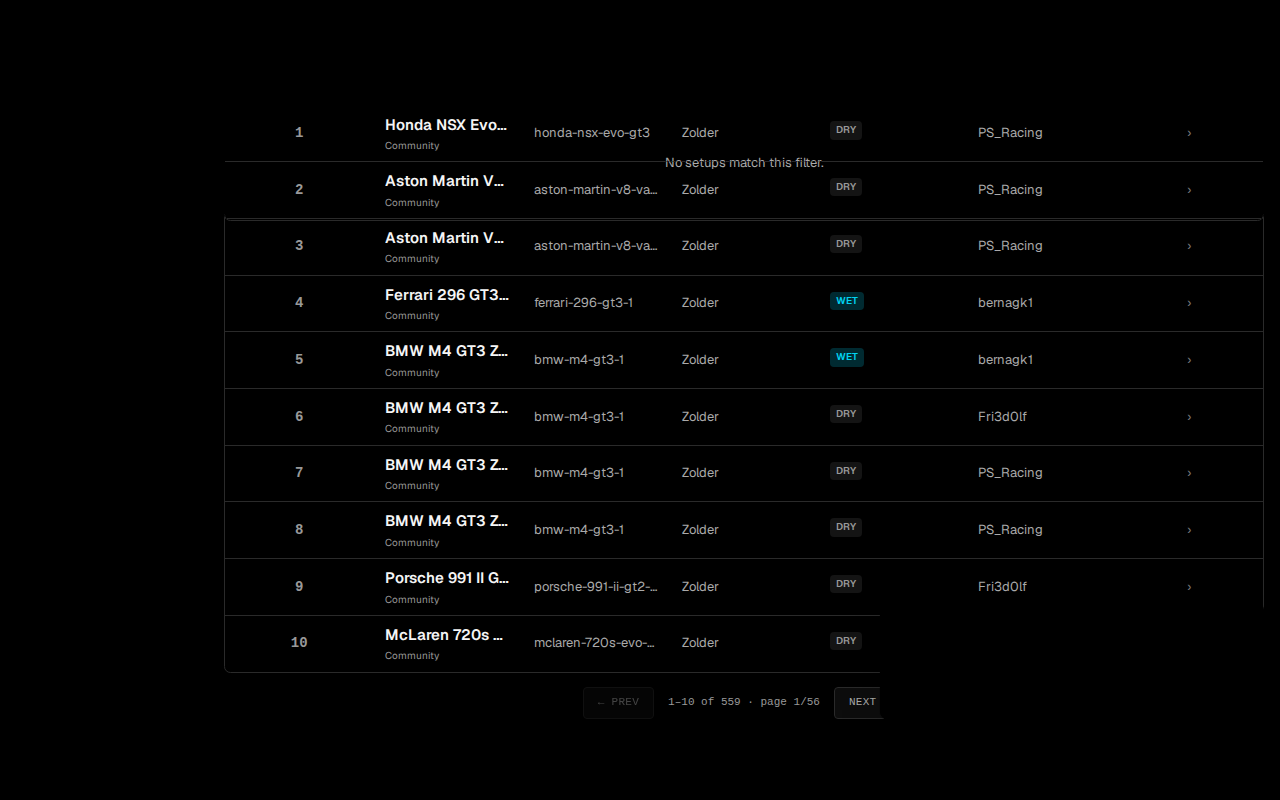 1 Honda NSX Evo... honda-nsx-evo-gt3 Zolder DRY PS_Racing ›
Community
No setups match this filter.
2 Aston Martin V... aston-martin-v8-va... Zolder DRY PS_Racing ›
Community
3 Aston Martin V... aston-martin-v8-va... Zolder DRY PS_Racing ›
Community
4 Ferrari 296 GT3... ferrari-296-gt3-1 Zolder WET bernagk1 ›
Community
5 BMW M4 GT3 Z... bmw-m4-gt3-1 Zolder WET bernagk1 ›
Community
6 BMW M4 GT3 Z... bmw-m4-gt3-1 Zolder DRY Fri3d0lf ›
Community
7 BMW M4 GT3 Z... bmw-m4-gt3-1 Zolder DRY PS_Racing ›
Community
8 BMW M4 GT3 Z... bmw-m4-gt3-1 Zolder DRY PS_Racing ›
Community
9 Porsche 991 II G... porsche-991-ii-gt2-... Zolder DRY Fri3d0lf ›
Community
10 McLaren 720s ... mclaren-720s-evo-... Zolder DRY
Community
← PREV 1–10 of 559 · page 1/56 NEXT